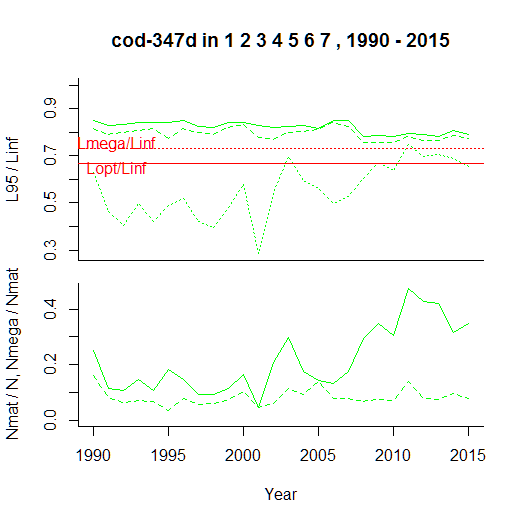 cod-347d in 1 2 3 4 5 6 7 , 1990 - 2015
L95 / Linf
0.9
0.7
0.5
0.3
Lmega/Linf
Lopt/Linf
Nmat / N, Nmega / Nmat
0.4
0.2
0.0
1990 1995 2000 2005 2010 2015
Year